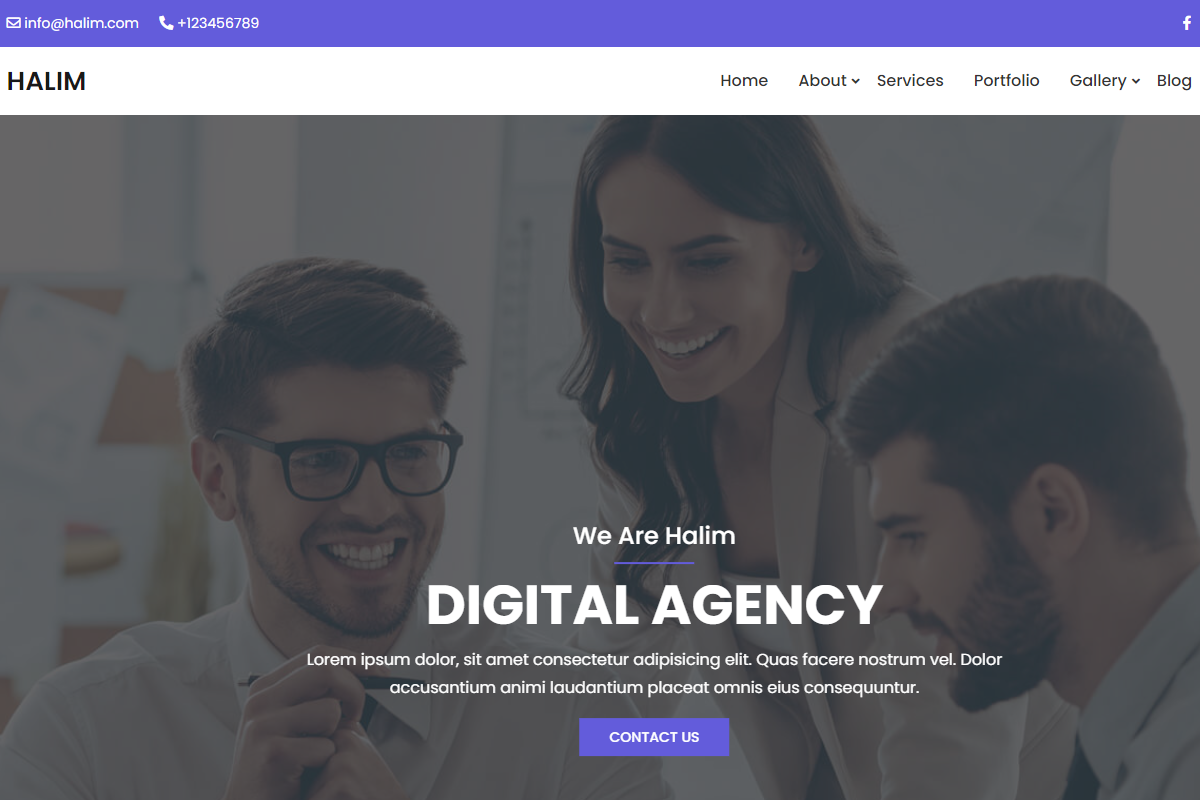 info@halim.com +123456789
HALIM Home About Services Portfolio Gallery Blog
We Are Halim
DIGITAL AGENCY
Lorem ipsum dolor, sit amet consectetur adipisicing elit. Quas facere nostrum vel. Dolor
accusantium animi laudantium placeat omnis eius consequuntur.
CONTACT US